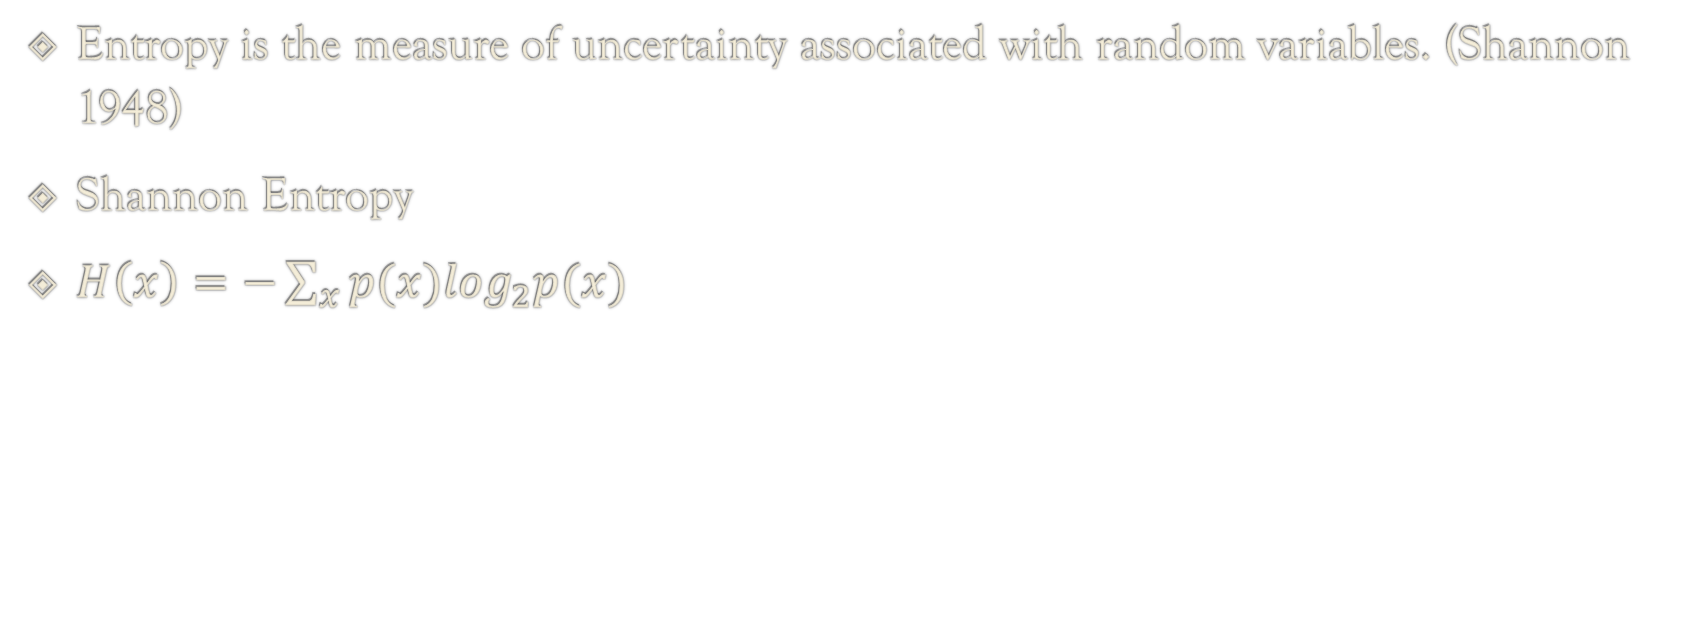 Entropy is the measure of uncertainty associated with random variables. (Shannon
1948)
Shannon Entropy
H(x) = −∑ₓ p(x)log₂p(x)